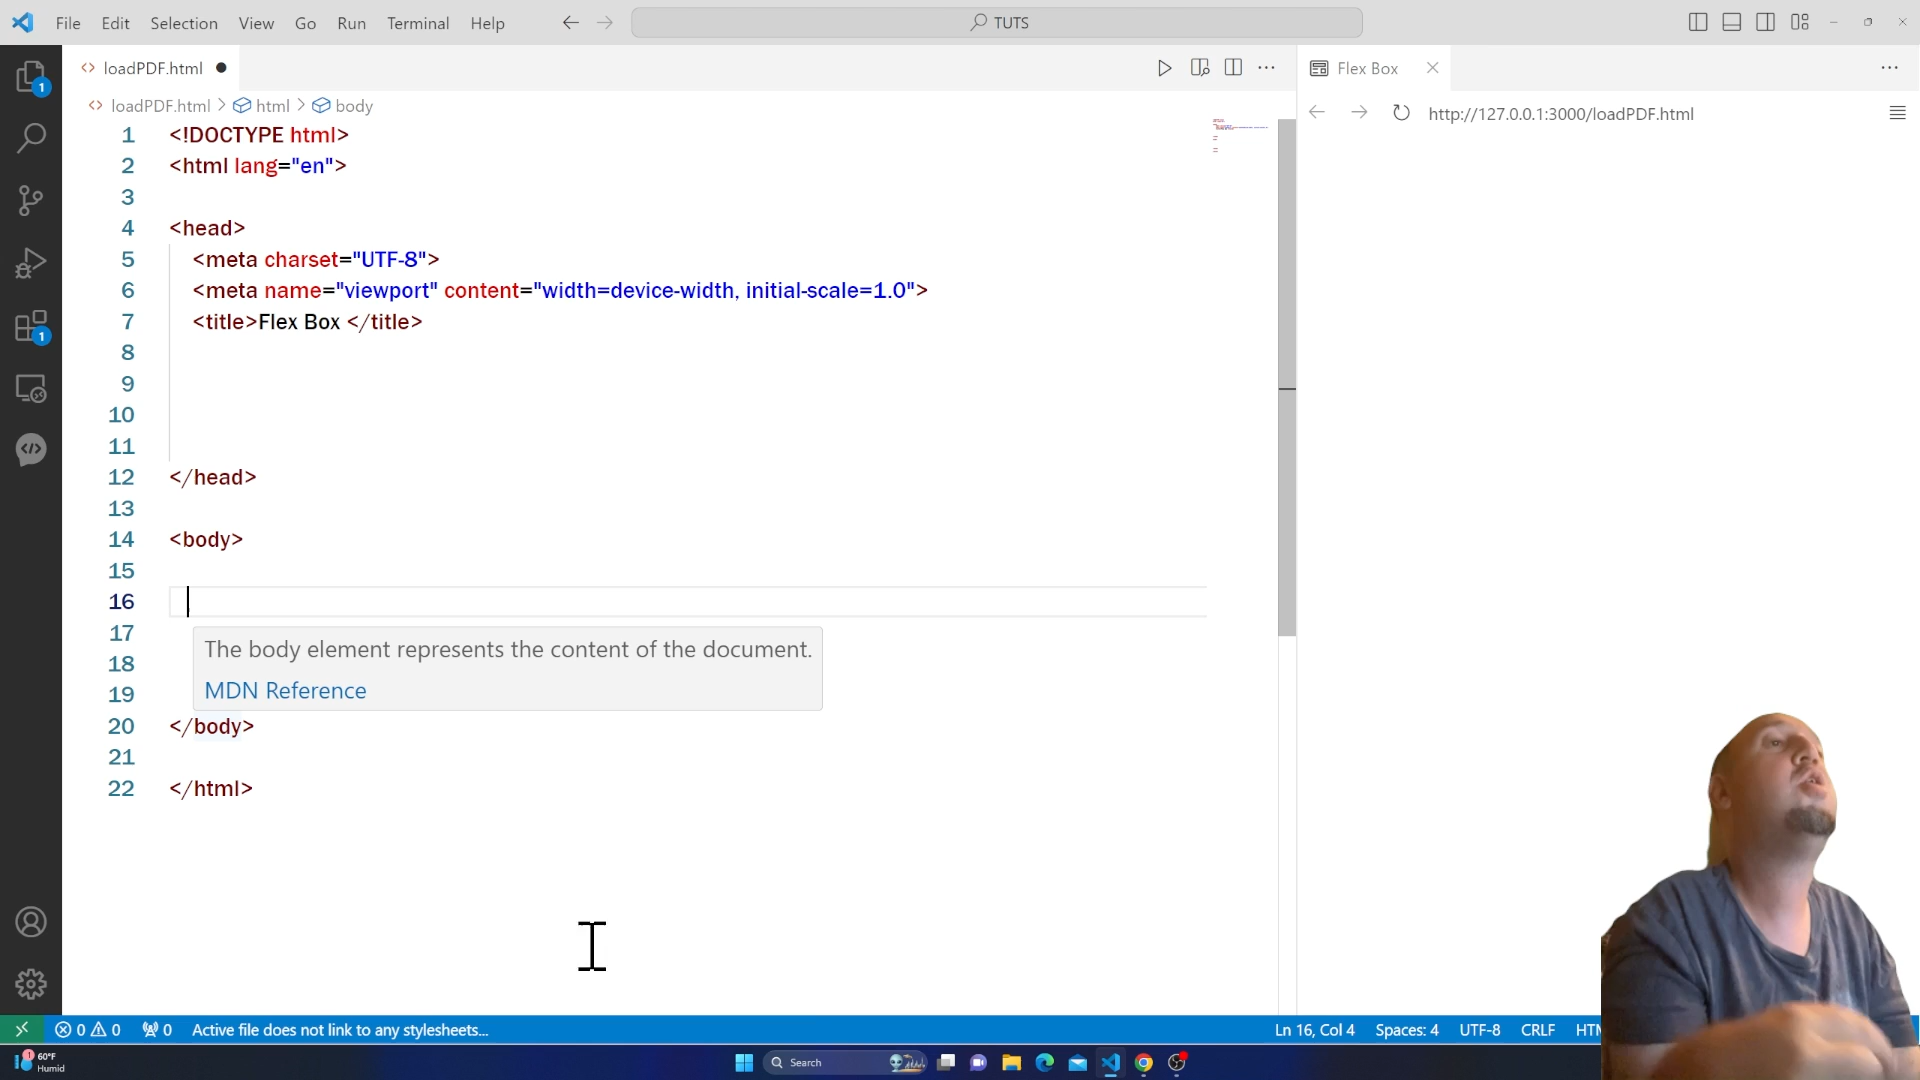 File Edit Selection View Go Run Terminal Help
TUTS
loadPDF.html
Flex Box
loadPDF.html > html > body
http://127.0.0.1:3000/loadPDF.html
1
1
1 <!DOCTYPE html>
2 <html lang="en">
3
4 <head>
5 <meta charset="UTF-8">
6 <meta name="viewport" content="width=device-width, initial-scale=1.0">
7 <title>Flex Box </title>
8
9
10
11
12 </head>
13
14 <body>
15
16
17
The body element represents the content of the document.
18
MDN Reference
19
20 </body>
21
22 </html>
0 0 0 Active file does not link to any stylesheets... Ln 16, Col 4 Spaces: 4 UTF-8 CRLF
1 60°F
Humid
Search